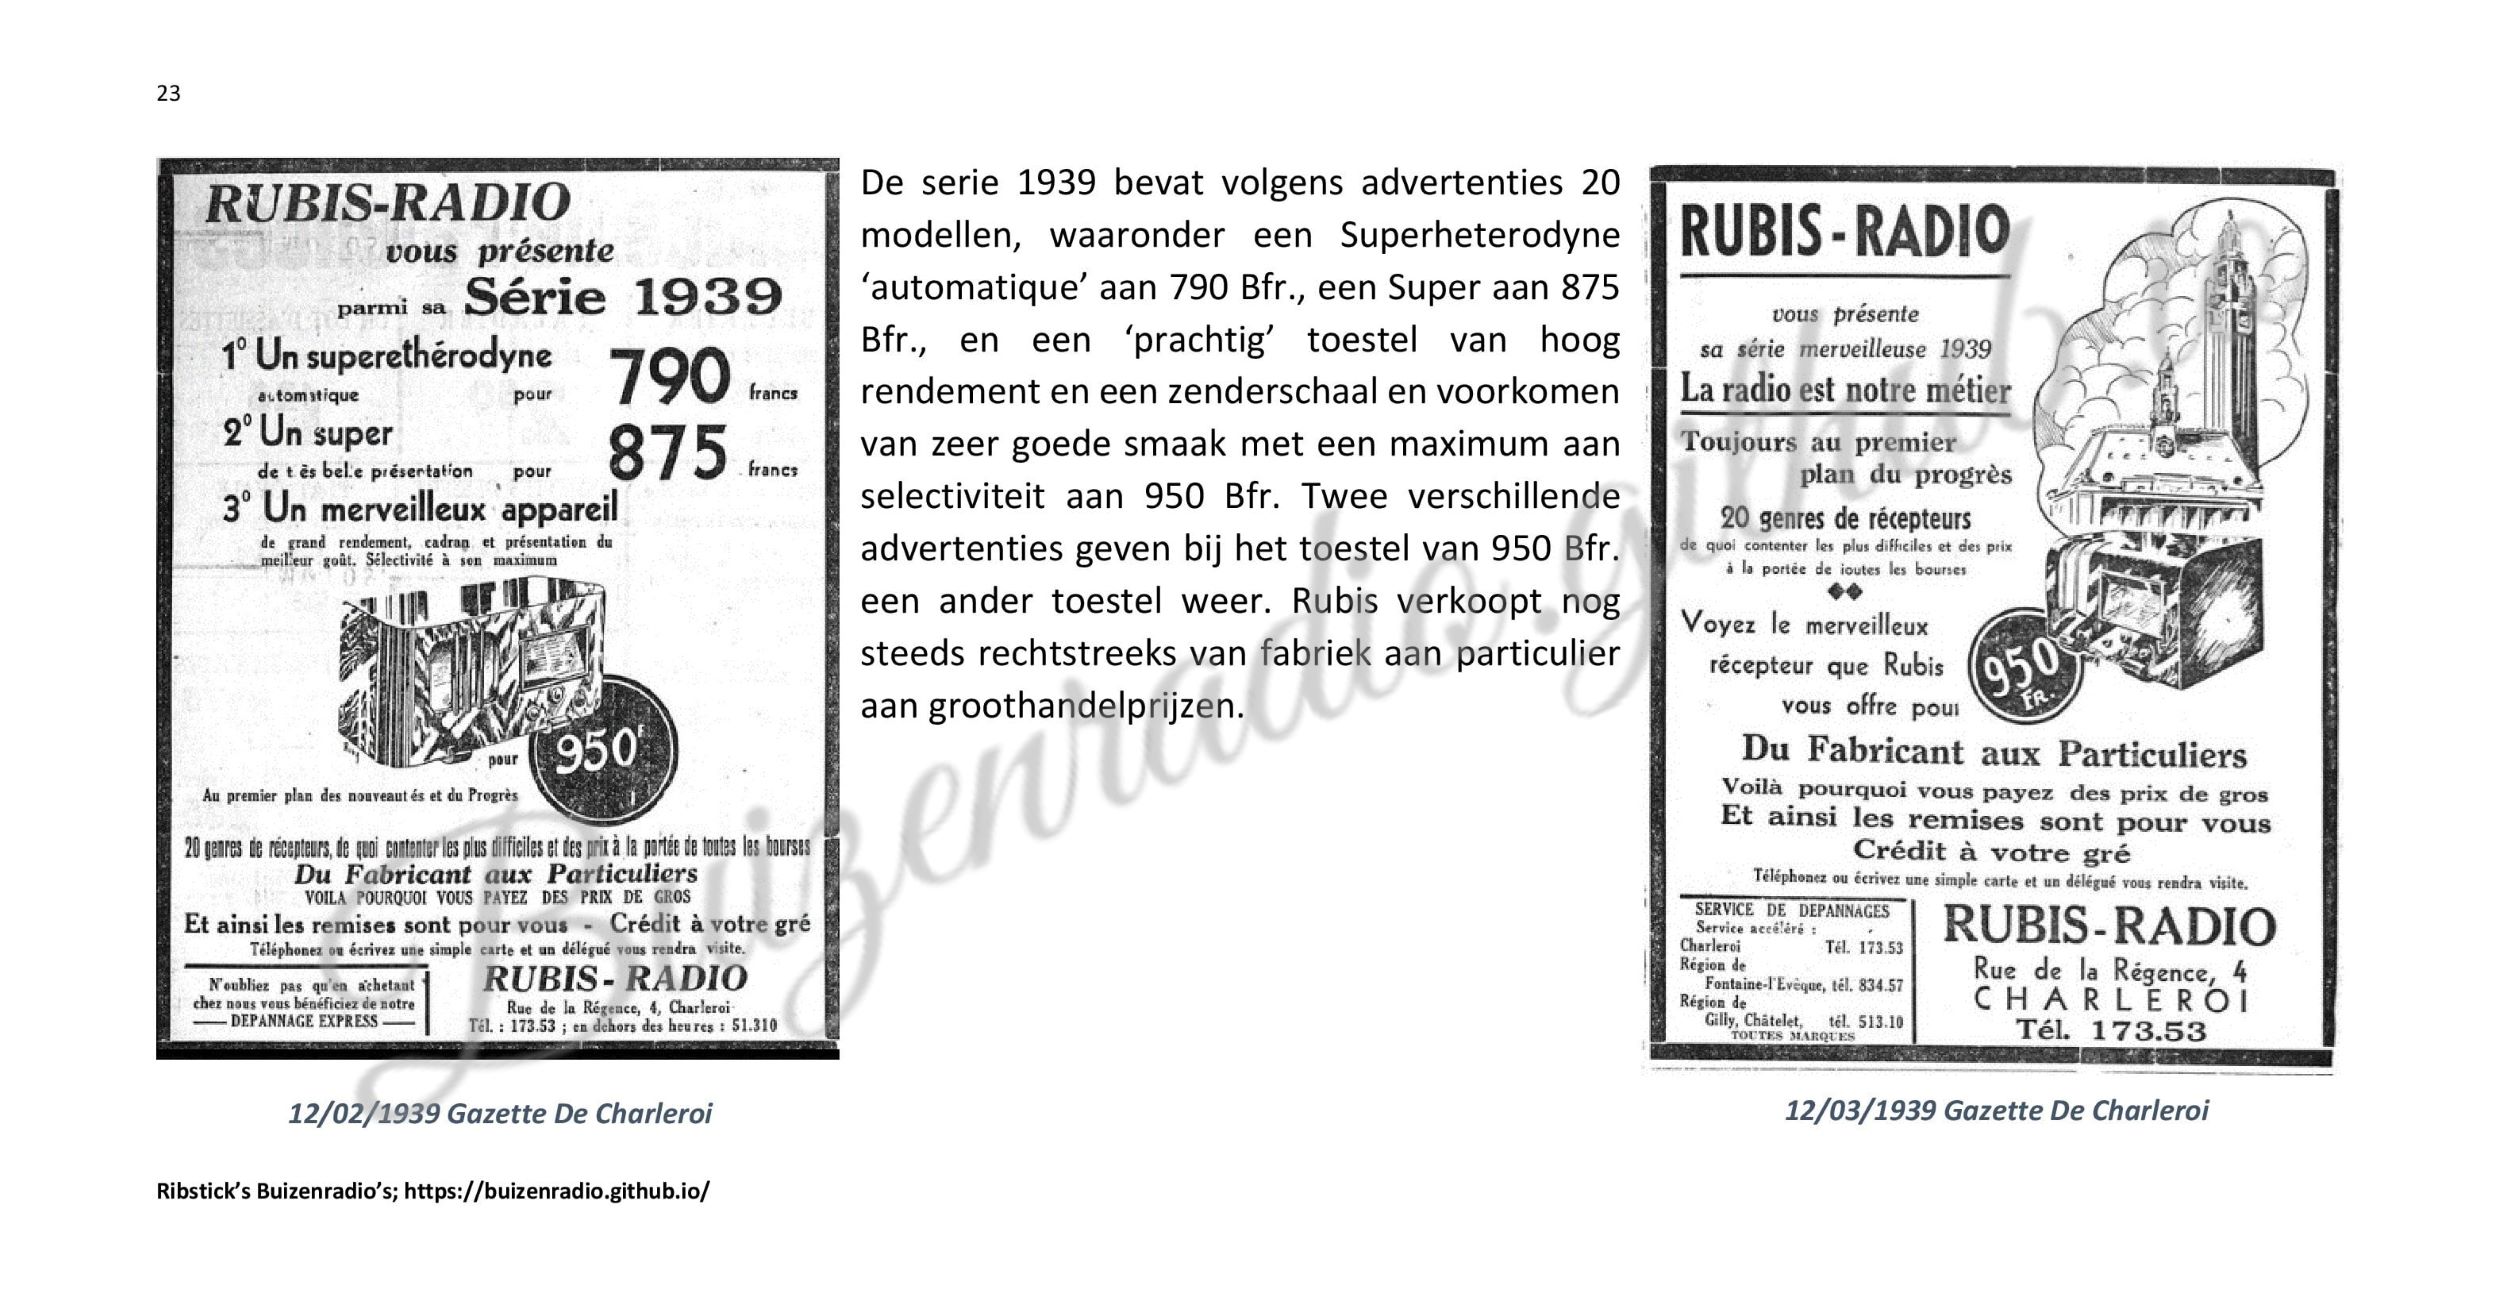 23
RUBIS-RADIO
vous présente
parmi sa Série 1939
1º Un superethérodyne
automatique pour 790 francs
2º Un super
de t ès bel.e présertation pour 875 francs
3º Un merveilleux appareil
de grand rendement, cadran et présentation du
meil'eur goût. Sélectivité à son maximum
pour 950F
Au premier plan des nouveautés et du Progrès
20 genres de récepteurs, de quoi contenter les plus difficiles et des prix à la portée de toutes les bourses
Du Fabricant aux Particuliers
VOILA POURQUOI VOUS PAYEZ DES PRIX DE GROS
Et ainsi les remises sont pour vous - Crédit à votre gré
Téléphonez ou écrivez une simple carte et un délégué vous rendra visite.
N'oubliez pas qu'en achetant
chez nous vous bénéficiez de notre
DEPANNAGE EXPRESS
RUBIS-RADIO
Rue de la Régence, 4, Charleroi
Tél. : 173.53 ; en dehors des heures : 51.310
12/02/1939 Gazette De Charleroi
De serie 1939 bevat volgens advertenties 20
modellen, waaronder een Superheterodyne
‘automatique’ aan 790 Bfr., een Super aan 875
Bfr., en een ‘prachtig’ toestel van hoog
rendement en een zenderschaal en voorkomen
van zeer goede smaak met een maximum aan
selectiviteit aan 950 Bfr. Twee verschillende
advertenties geven bij het toestel van 950 Bfr.
een ander toestel weer. Rubis verkoopt nog
steeds rechtstreeks van fabriek aan particulier
aan groothandelprijzen.
RUBIS-RADIO
vous présente
sa série merveilleuse 1939
La radio est notre métier
Toujours au premier
plan du progrès
20 genres de récepteurs
de quoi contenter les plus difficiles et des prix
à la portée de toutes les bourses
Voyez le merveilleux
récepteur que Rubis
vous offre pour
950 FR.
Du Fabricant aux Particuliers
Voilà pourquoi vous payez des prix de gros
Et ainsi les remises sont pour vous
Crédit à votre gré
Téléphonez ou écrivez une simple carte et un délégué vous rendra visite.
SERVICE DE DEPANNAGES
Service accéléré :
Charleroi Tél. 173.53
Région de
Fontaine-l'Evêque, tél. 834.57
Région de
Gilly, Châtelet, tél. 513.10
TOUTES MARQUES
RUBIS-RADIO
Rue de la Régence, 4
CHARLEROI
Tél. 173.53
12/03/1939 Gazette De Charleroi
Buizenradio.github.io
Ribstick’s Buizenradio’s; https://buizenradio.github.io/